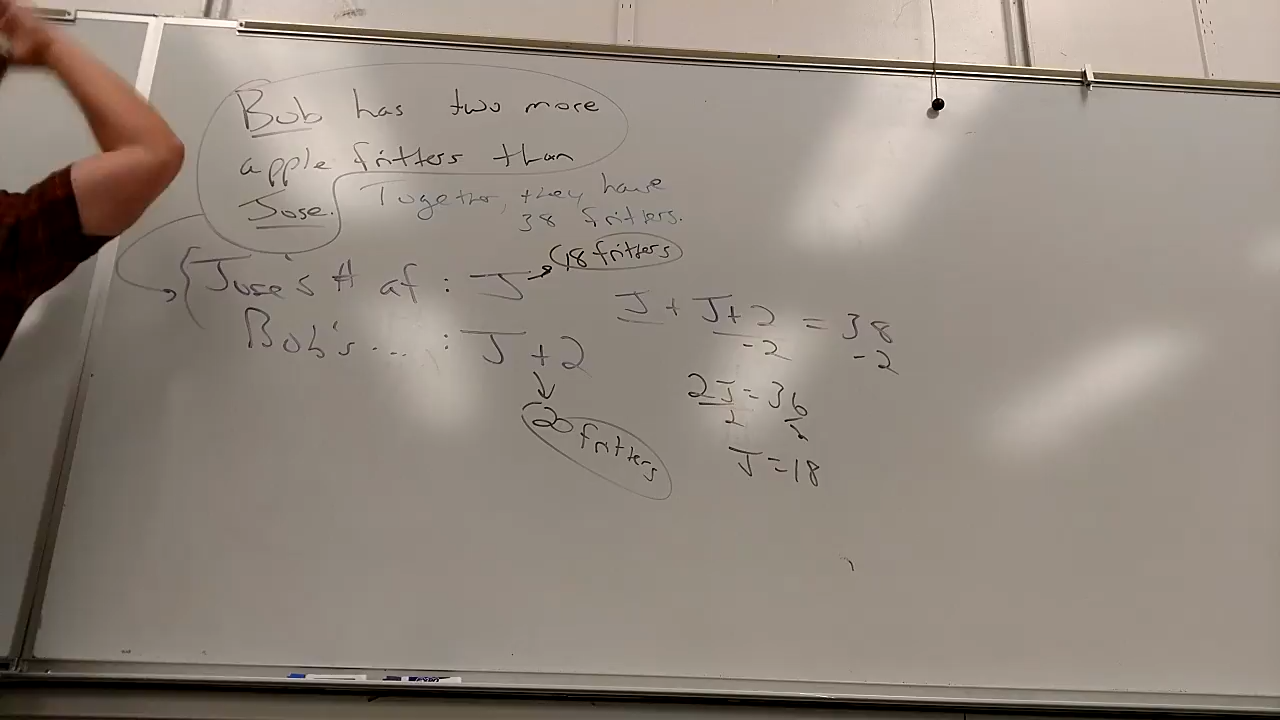 Bob has two more
apple fritters than
Jose. Together, they have
38 fritters.
Jose's # af : J → 18 fritters
Bob's ... : J + 2
20 fritters
J + J + 2 = 38
-2 -2
2J = 36
2 2
J = 18